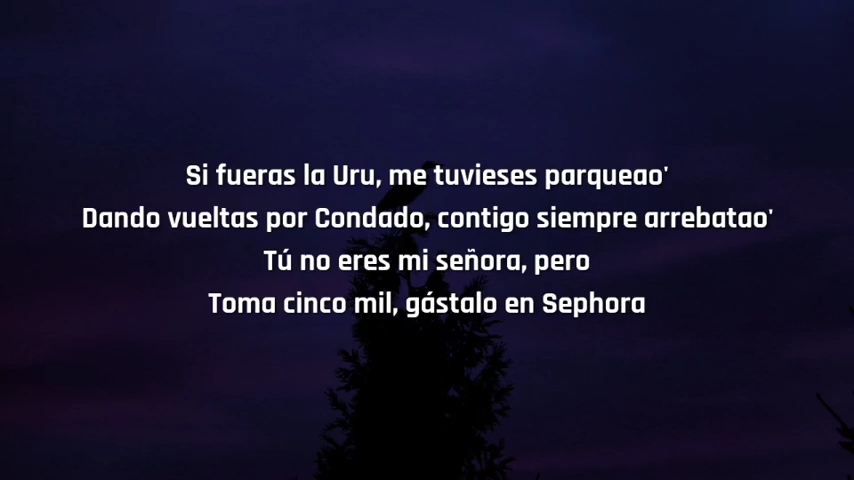 Si fueras la Uru, me tuvieses parqueao'
Dando vueltas por Condado, contigo siempre arrebatao'
Tú no eres mi señora, pero
Toma cinco mil, gástalo en Sephora